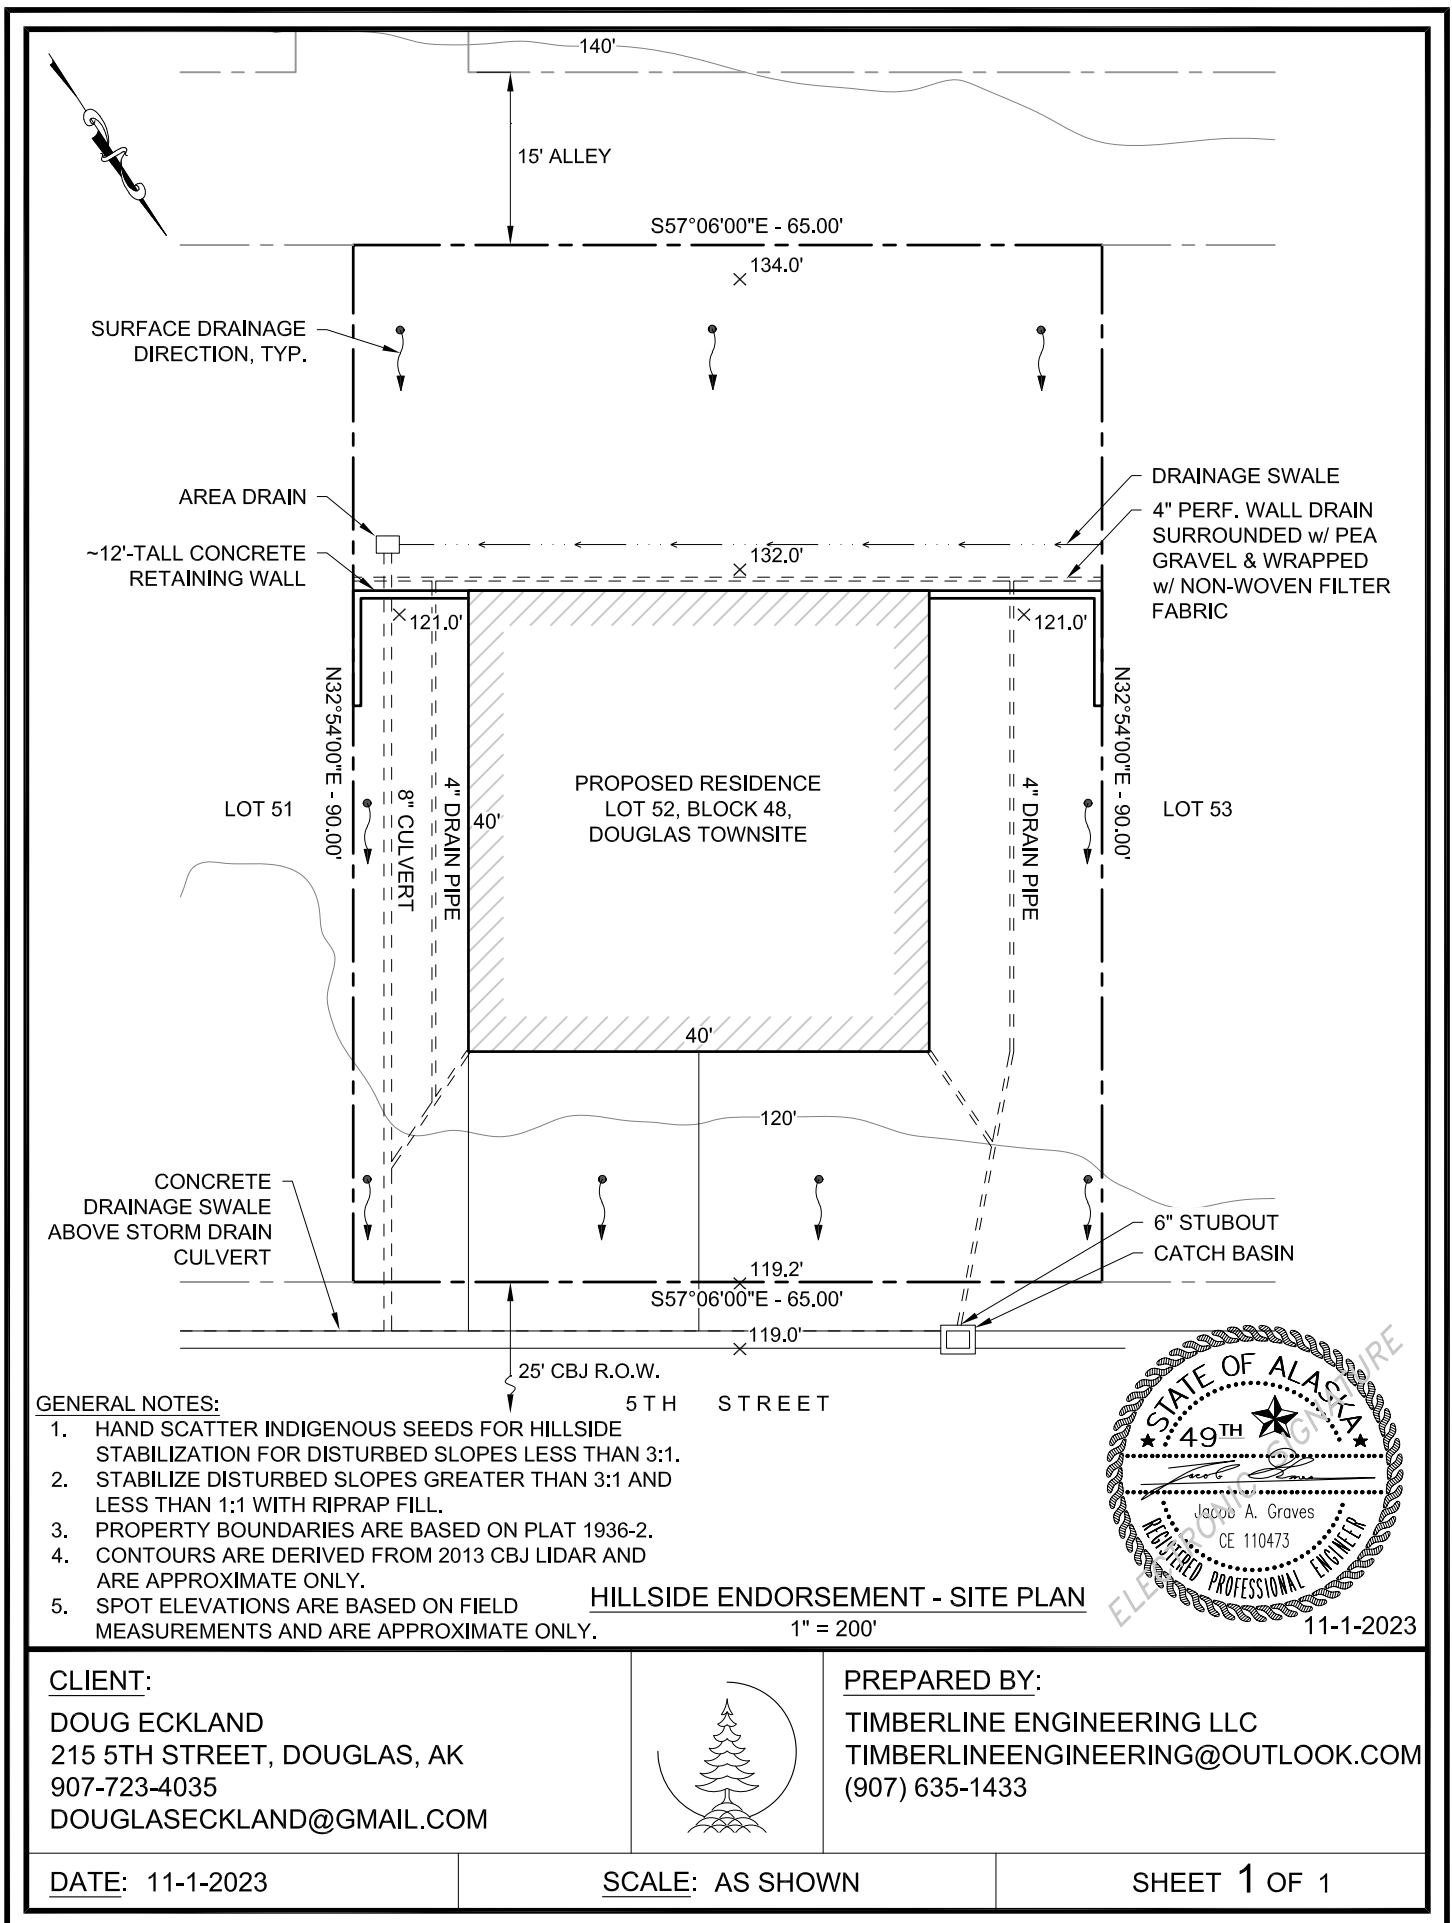 140'
15' ALLEY
S57°06'00"E - 65.00'
134.0'
SURFACE DRAINAGE
DIRECTION, TYP.
AREA DRAIN
~12'-TALL CONCRETE
RETAINING WALL
132.0'
DRAINAGE SWALE
4" PERF. WALL DRAIN
SURROUNDED w/ PEA
GRAVEL & WRAPPED
w/ NON-WOVEN FILTER
FABRIC
121.0'
121.0'
N32°54'00"E - 90.00'
N32°54'00"E - 90.00'
LOT 51
8" CULVERT
4" DRAIN PIPE
40'
PROPOSED RESIDENCE
LOT 52, BLOCK 48,
DOUGLAS TOWNSITE
4" DRAIN PIPE
LOT 53
40'
120'
CONCRETE
DRAINAGE SWALE
ABOVE STORM DRAIN
CULVERT
6" STUBOUT
CATCH BASIN
119.2'
S57°06'00"E - 65.00'
119.0'
25' CBJ R.O.W.
5TH STREET
GENERAL NOTES:
1. HAND SCATTER INDIGENOUS SEEDS FOR HILLSIDE
STABILIZATION FOR DISTURBED SLOPES LESS THAN 3:1.
2. STABILIZE DISTURBED SLOPES GREATER THAN 3:1 AND
LESS THAN 1:1 WITH RIPRAP FILL.
3. PROPERTY BOUNDARIES ARE BASED ON PLAT 1936-2.
4. CONTOURS ARE DERIVED FROM 2013 CBJ LIDAR AND
ARE APPROXIMATE ONLY.
5. SPOT ELEVATIONS ARE BASED ON FIELD
MEASUREMENTS AND ARE APPROXIMATE ONLY.
HILLSIDE ENDORSEMENT - SITE PLAN
1" = 200'
STATE OF ALASKA
49TH
Jacob A. Graves
CE 110473
REGISTERED PROFESSIONAL ENGINEER
ELECTRONIC SIGNATURE
11-1-2023
CLIENT:
DOUG ECKLAND
215 5TH STREET, DOUGLAS, AK
907-723-4035
DOUGLASECKLAND@GMAIL.COM
PREPARED BY:
TIMBERLINE ENGINEERING LLC
TIMBERLINEENGINEERING@OUTLOOK.COM
(907) 635-1433
DATE: 11-1-2023
SCALE: AS SHOWN
SHEET 1 OF 1